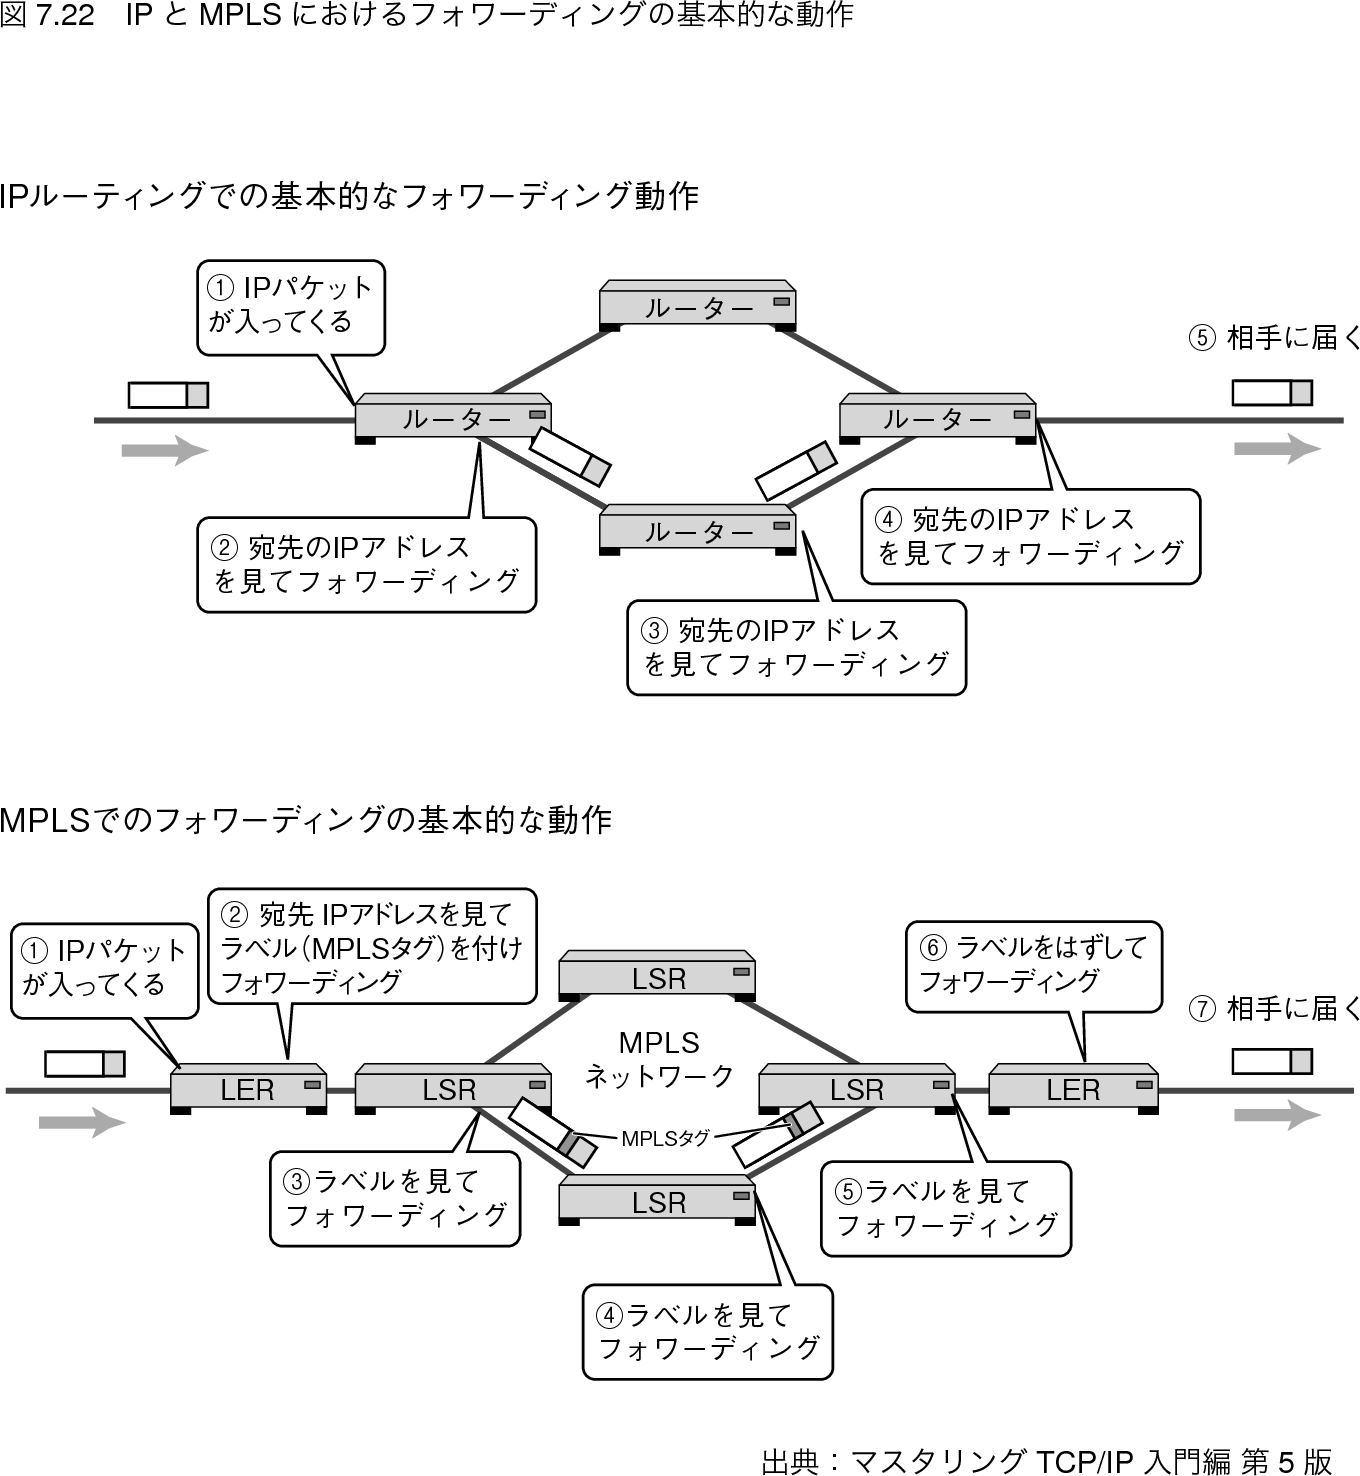 図 7.22　IP と MPLS におけるフォワーディングの基本的な動作
IPルーティングでの基本的なフォワーディング動作
① IPパケット
が入ってくる
ルーター
⑤ 相手に届く
ルーター
ルーター
② 宛先のIPアドレス
を見てフォワーディング
ルーター
④ 宛先のIPアドレス
を見てフォワーディング
③ 宛先のIPアドレス
を見てフォワーディング
MPLSでのフォワーディングの基本的な動作
① IPパケット
が入ってくる
② 宛先 IPアドレスを見て
ラベル（MPLSタグ）を付け
フォワーディング
LSR
⑥ ラベルをはずして
フォワーディング
⑦ 相手に届く
MPLS
ネットワーク
LER
LSR
LSR
LER
MPLSタグ
③ラベルを見て
フォワーディング
LSR
⑤ラベルを見て
フォワーディング
④ラベルを見て
フォワーディング
出典：マスタリング TCP/IP 入門編 第 5 版